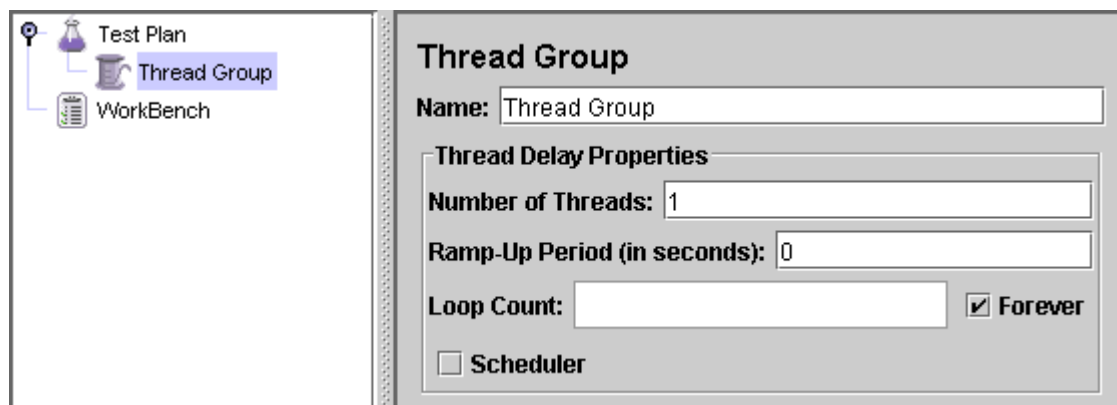 Test Plan
Thread Group
WorkBench
Thread Group
Name: Thread Group
Thread Delay Properties
Number of Threads: 1
Ramp-Up Period (in seconds): 0
Loop Count: Forever
Scheduler